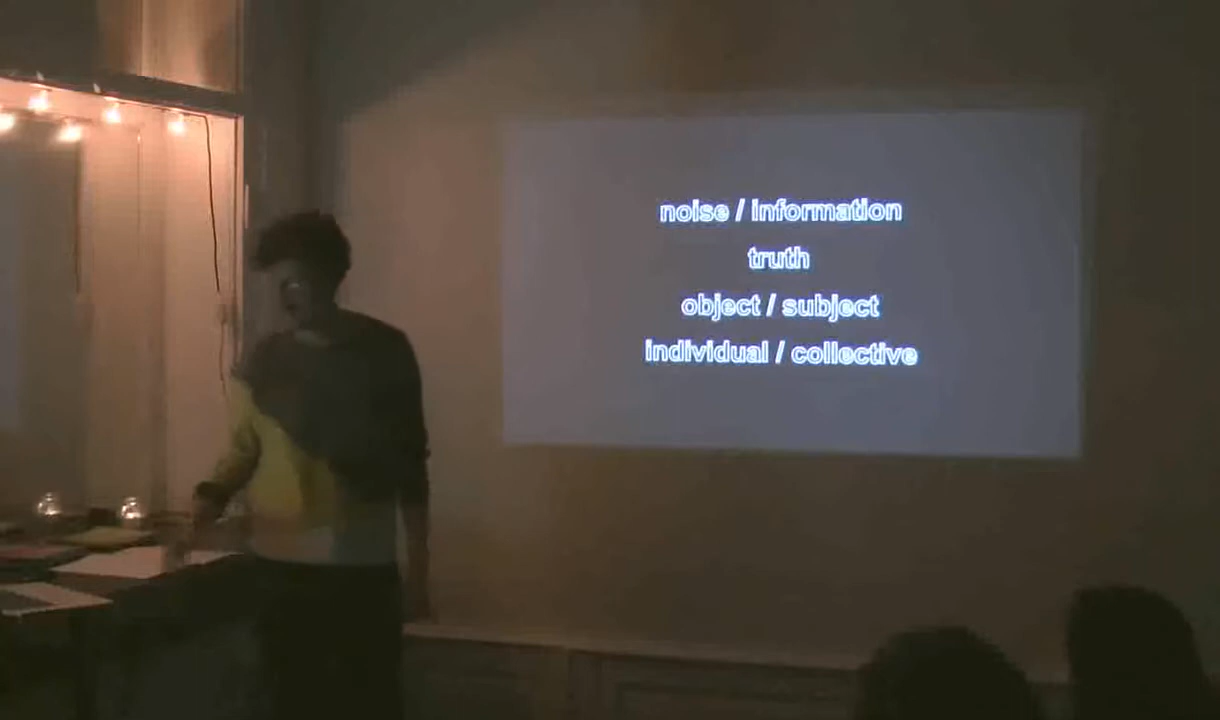 noise / information
truth
object / subject
individual / collective